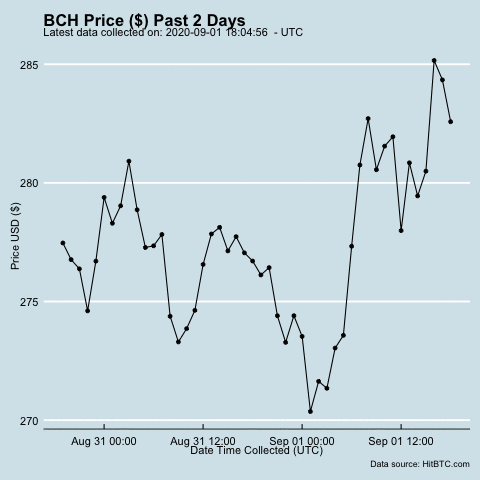 BCH Price ($) Past 2 Days
Latest data collected on: 2020-09-01 18:04:56 - UTC
285
280
275
270
Price USD ($)
Aug 31 00:00 Aug 31 12:00 Sep 01 00:00 Sep 01 12:00
Date Time Collected (UTC)
Data source: HitBTC.com